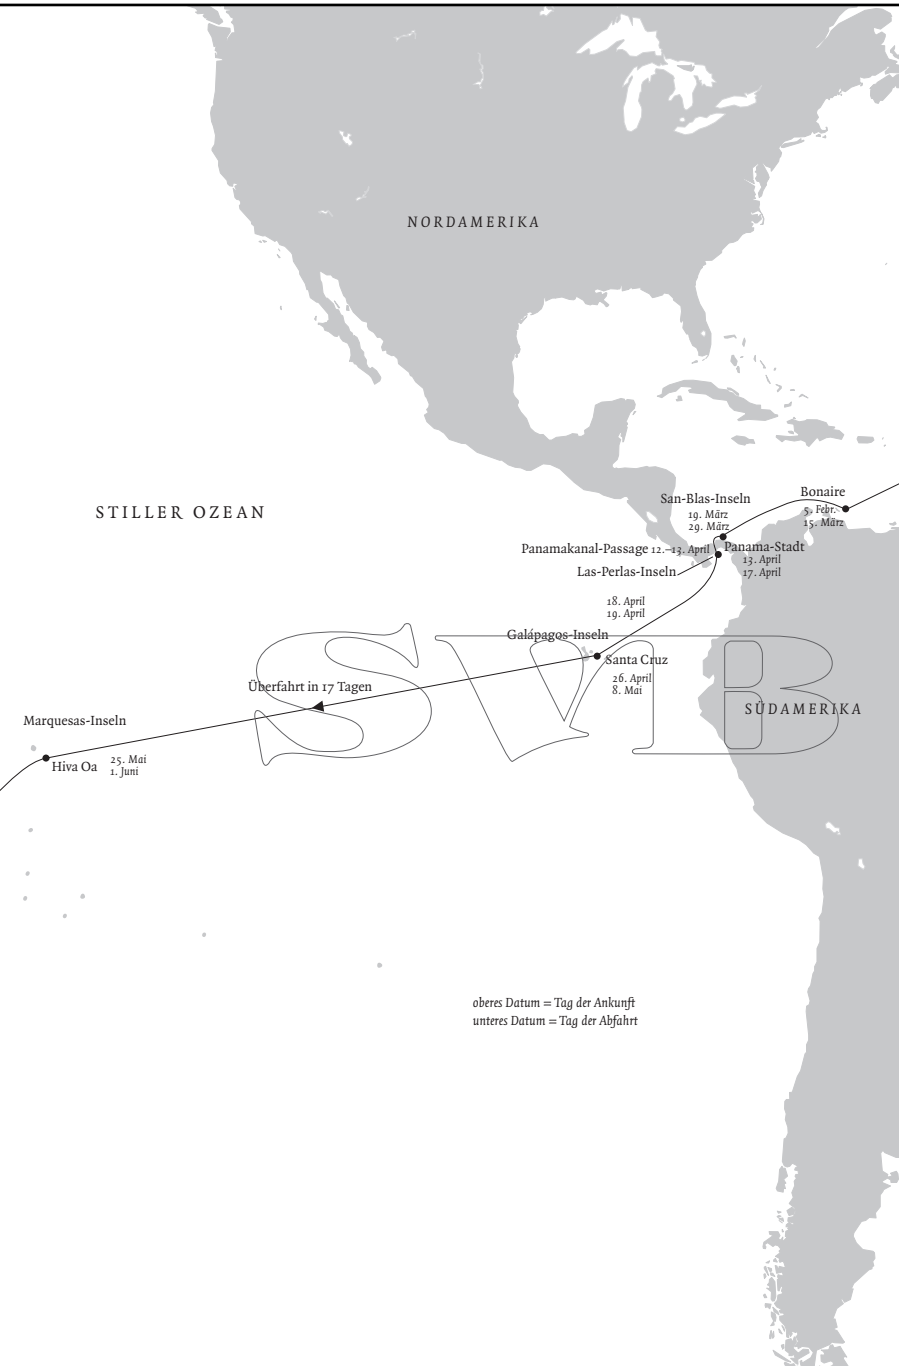 NORDAMERIKA
STILLER OZEAN
Bonaire
5. Febr.
15. März
San-Blas-Inseln
19. März
29. März
Panamakanal-Passage 12.–13. April
Panama-Stadt
13. April
17. April
Las-Perlas-Inseln
18. April
19. April
Galápagos-Inseln
Santa Cruz
26. April
8. Mai
Überfahrt in 17 Tagen
SVB
SÜDAMERIKA
Marquesas-Inseln
Hiva Oa
25. Mai
1. Juni
oberes Datum = Tag der Ankunft
unteres Datum = Tag der Abfahrt